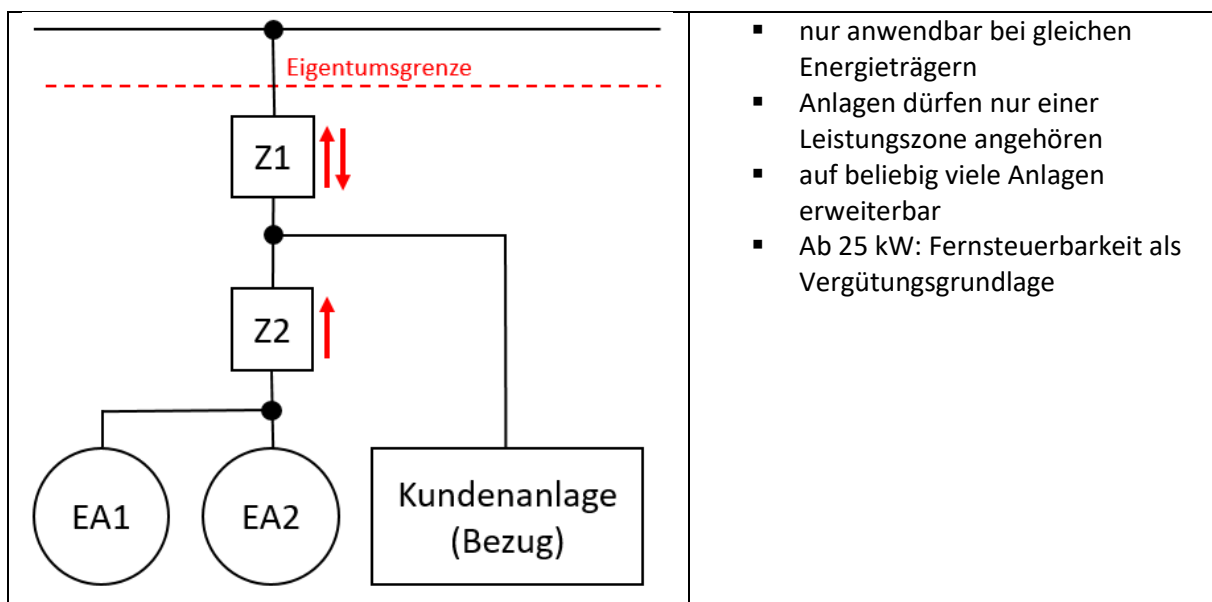 Eigentumsgrenze
Z1
Z2
EA1
EA2
Kundenanlage
(Bezug)
▪ nur anwendbar bei gleichen
Energieträgern
▪ Anlagen dürfen nur einer
Leistungszone angehören
▪ auf beliebig viele Anlagen
erweiterbar
▪ Ab 25 kW: Fernsteuerbarkeit als
Vergütungsgrundlage